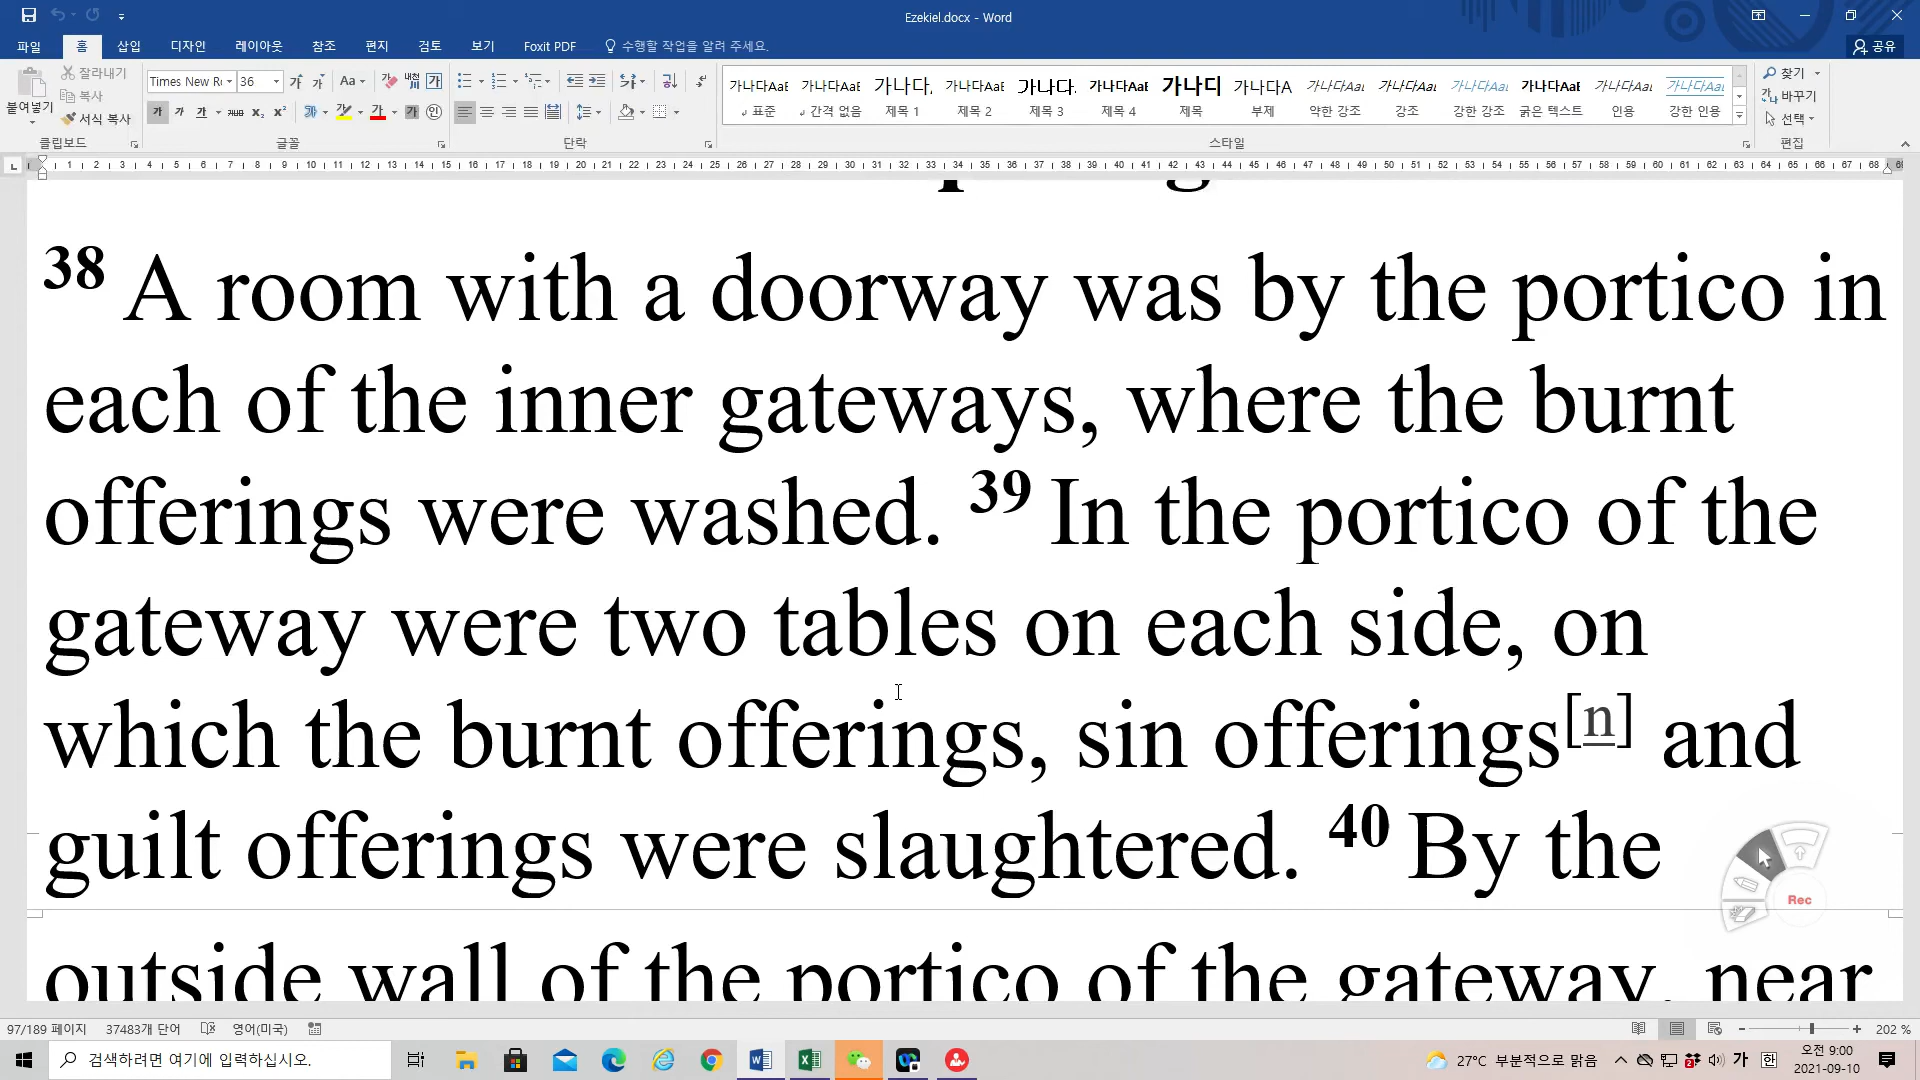 Ezekiel.docx - Word
파일 홈 삽입 디자인 레이아웃 참조 편지 검토 보기 Foxit PDF 수행할 작업을 알려 주세요. 공유
붙여넣기
잘라내기
복사
서식 복사
클립보드
Times New Ro 36
글꼴
단락
표준 간격 없음 제목 1 제목 2 제목 3 제목 4 제목 부제 약한 강조 강조 강한 강조 굵은 텍스트 인용 강한 인용
스타일
찾기
바꾸기
선택
편집
38 A room with a doorway was by the portico in
each of the inner gateways, where the burnt
offerings were washed. 39 In the portico of the
gateway were two tables on each side, on
which the burnt offerings, sin offerings[n] and
guilt offerings were slaughtered. 40 By the
outside wall of the portico of the gateway, near
Rec
97/189 페이지 37483개 단어 영어(미국) 202 %
검색하려면 여기에 입력하십시오.
27°C 부분적으로 맑음
가
오전 9:00
2021-09-10